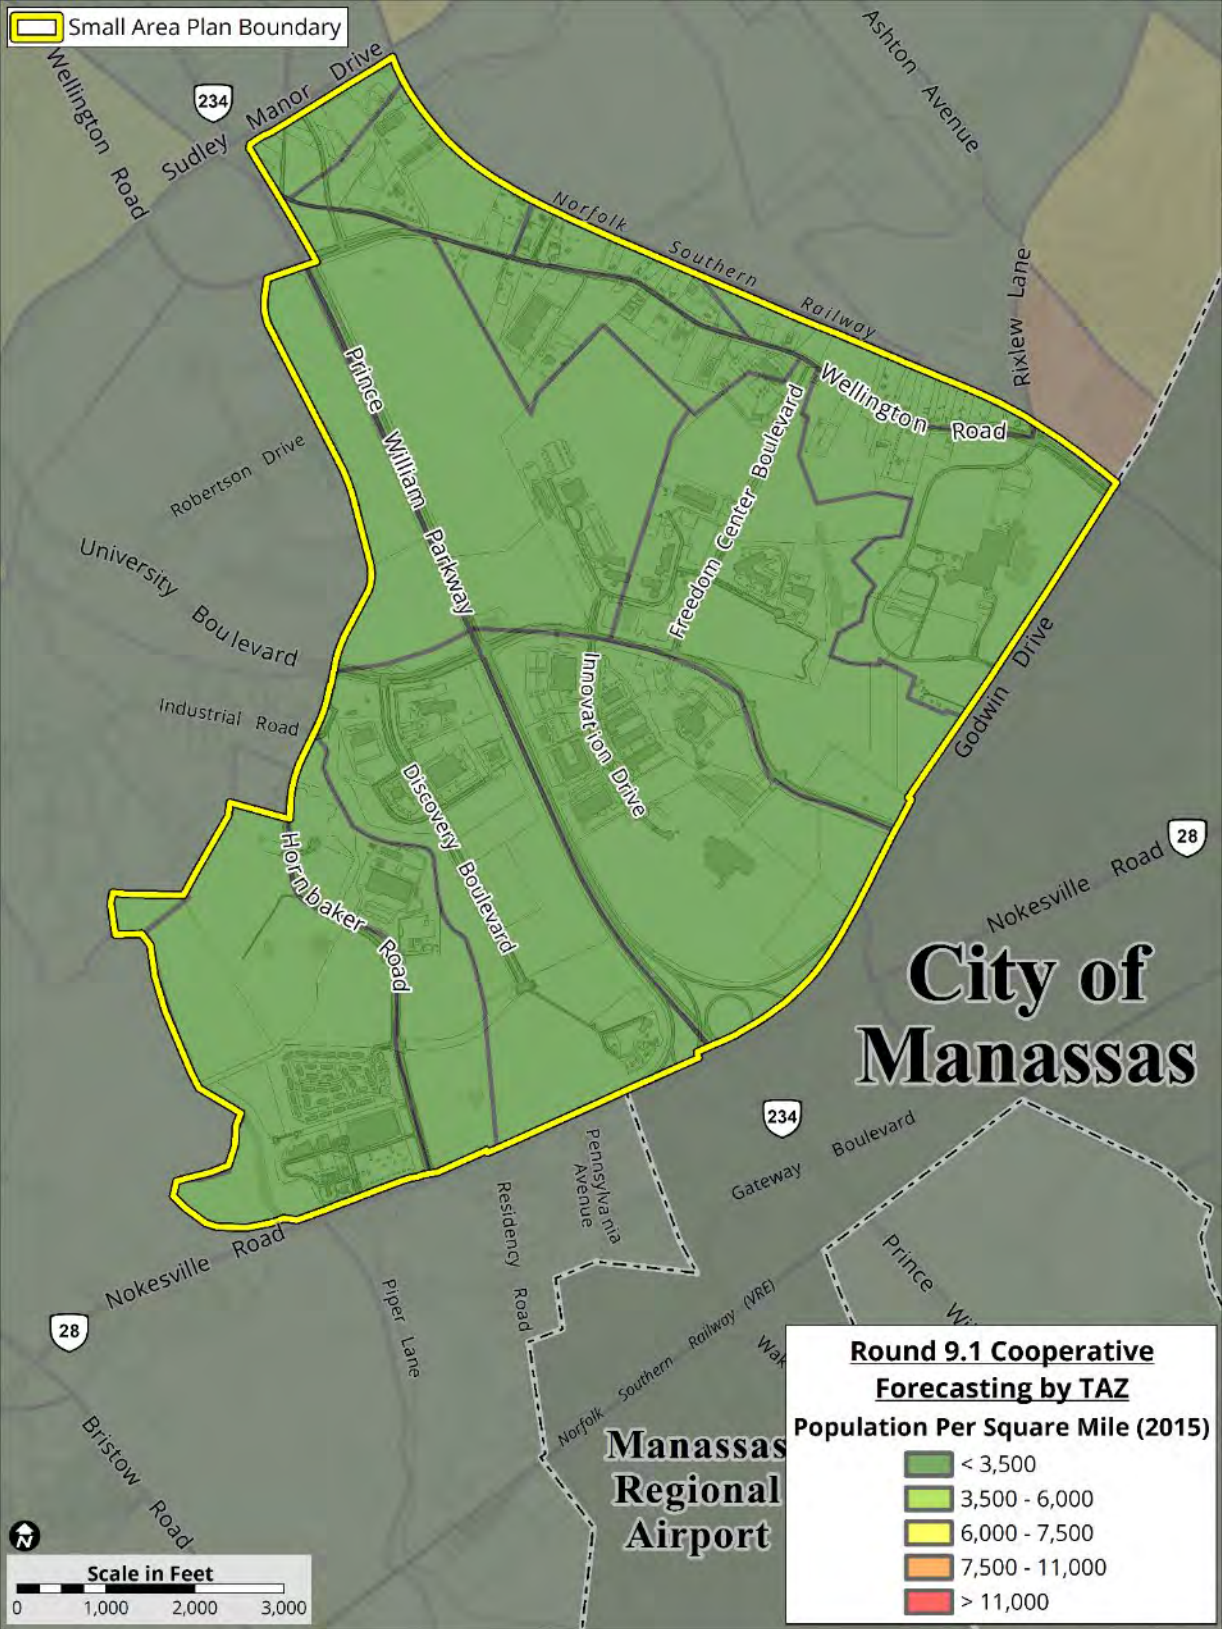 Small Area Plan Boundary
Wellington Road
234
Sudley Manor Drive
Ashton Avenue
Norfolk Southern Railway
Rixlew Lane
Prince William Parkway
Wellington Road
Freedom Center Boulevard
Robertson Drive
University Boulevard
Industrial Road
Innovation Drive
Godwin Drive
Discovery Boulevard
Hornbaker Road
28
Nokesville Road
City of
Manassas
234
Gateway Boulevard
Pennsylvania
Avenue
Residency Road
Nokesville Road
28
Piper Lane
Prince Wi
Norfolk Southern Railway (VRE)
Wak
Bristow Road
Manassas
Regional
Airport
Round 9.1 Cooperative
Forecasting by TAZ
Population Per Square Mile (2015)
< 3,500
3,500 - 6,000
6,000 - 7,500
7,500 - 11,000
> 11,000
N
Scale in Feet
0 1,000 2,000 3,000